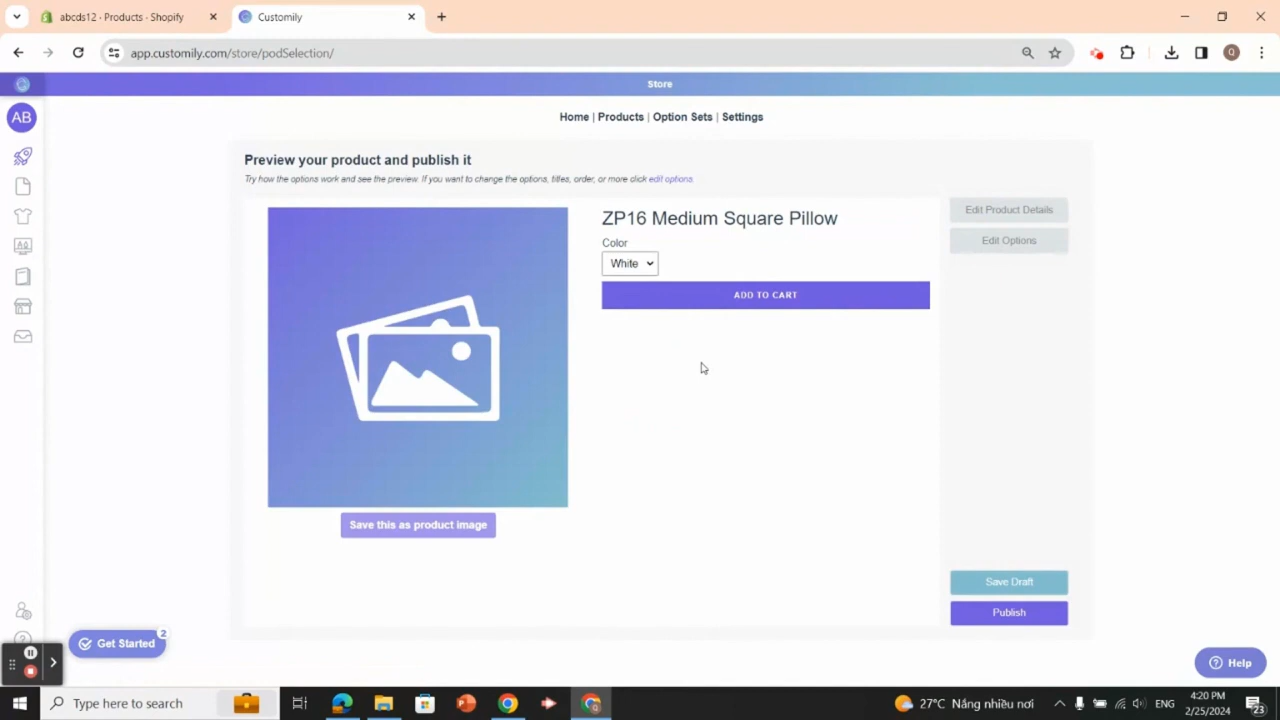 abcds12 · Products · Shopify
Customily
app.customily.com/store/podSelection/
Q
Store
AB
Home | Products | Option Sets | Settings
Preview your product and publish it
Try how the options work and see the preview. If you want to change the options, titles, order, or more click edit options.
ZP16 Medium Square Pillow
Color
White
ADD TO CART
Edit Product Details
Edit Options
Save this as product image
Save Draft
Publish
Get Started
2
Help
Type here to search
27°C Nắng nhiều nơi
ENG
4:20 PM
2/25/2024
23